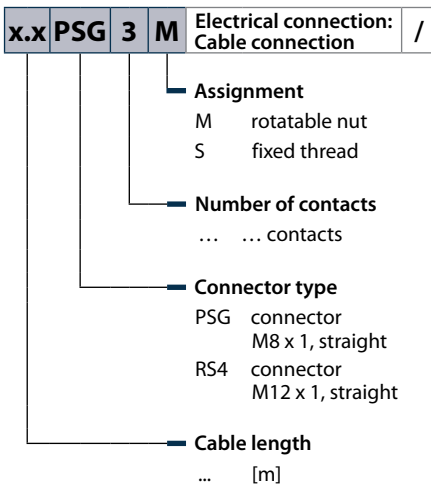 x.x PSG 3 M Electrical connection: /
Cable connection
Assignment
M rotatable nut
S fixed thread
Number of contacts
… … contacts
Connector type
PSG connector
M8 x 1, straight
RS4 connector
M12 x 1, straight
Cable length
... [m]